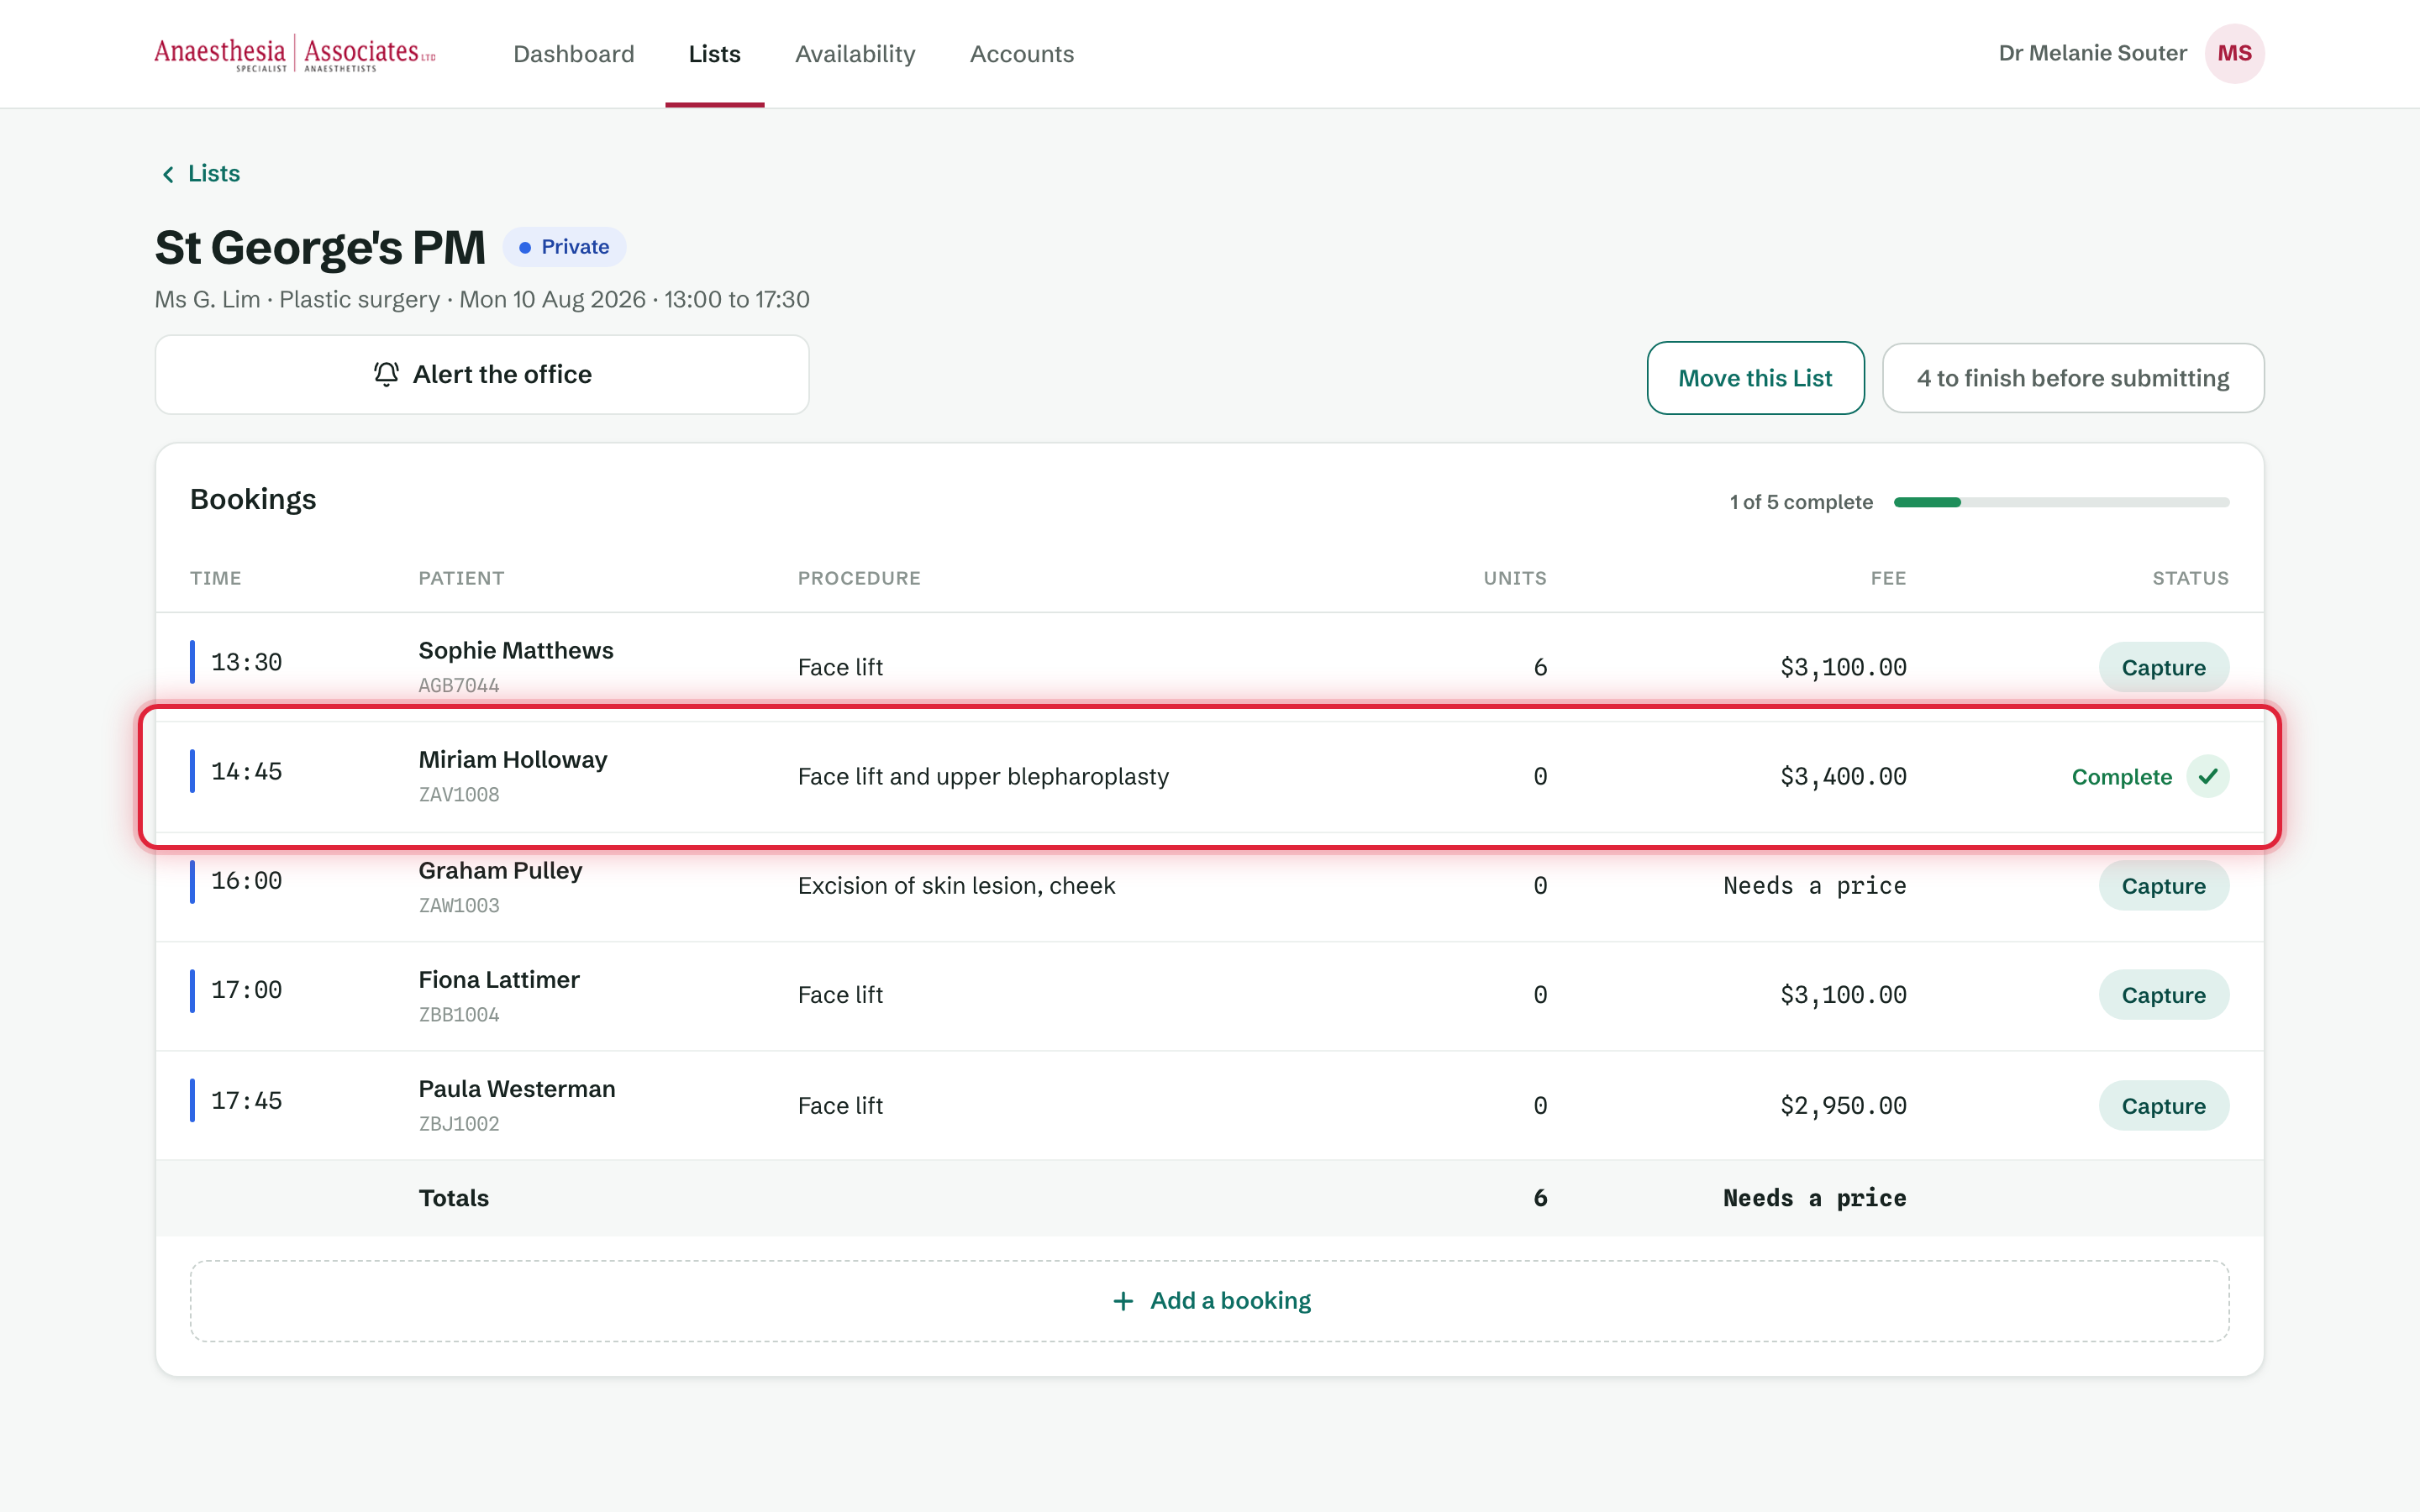 Anaesthesia Associates LTD
SPECIALIST ANAESTHETISTS
Dashboard
Lists
Availability
Accounts
Dr Melanie Souter
MS
Lists
St George's PM
Private
Ms G. Lim · Plastic surgery · Mon 10 Aug 2026 · 13:00 to 17:30
Alert the office
Move this List
4 to finish before submitting
Bookings
1 of 5 complete
TIME PATIENT PROCEDURE UNITS FEE STATUS
13:30 Sophie Matthews Face lift 6 $3,100.00 Capture
AGB7044
14:45 Miriam Holloway Face lift and upper blepharoplasty 0 $3,400.00 Complete
ZAV1008
16:00 Graham Pulley Excision of skin lesion, cheek 0 Needs a price Capture
ZAW1003
17:00 Fiona Lattimer Face lift 0 $3,100.00 Capture
ZBB1004
17:45 Paula Westerman Face lift 0 $2,950.00 Capture
ZBJ1002
Totals 6 Needs a price
+ Add a booking